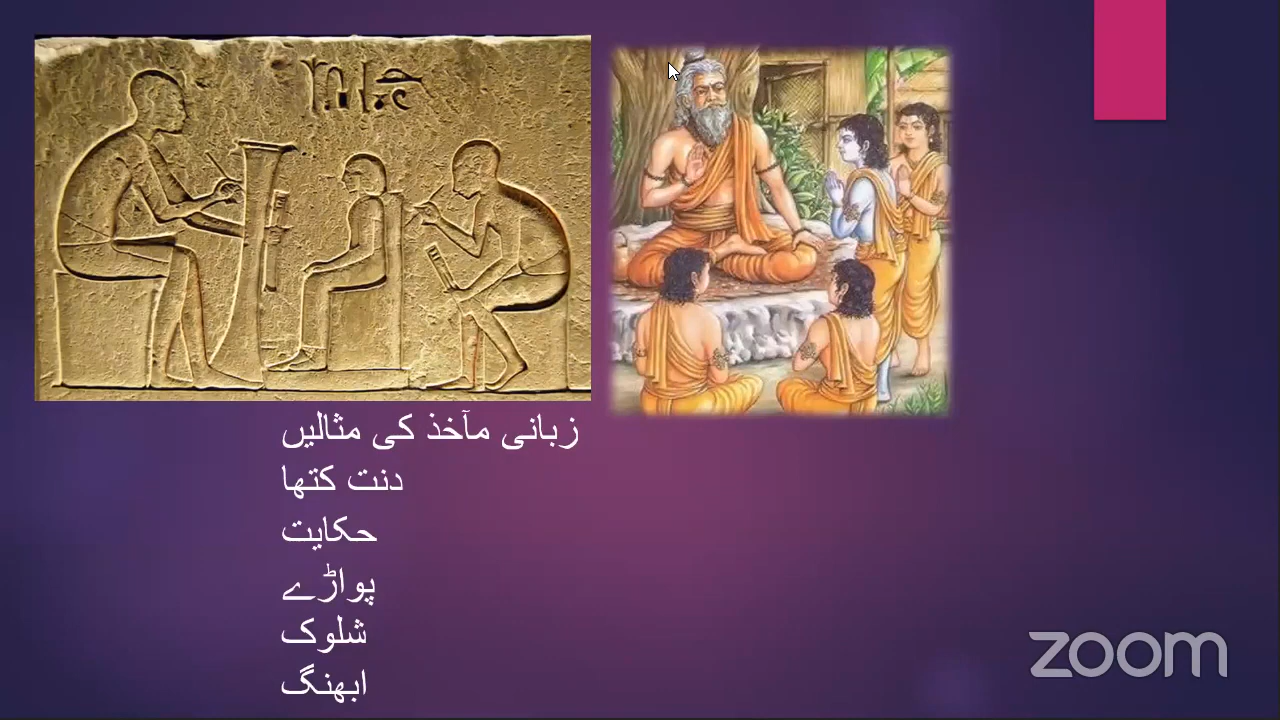 زبانی مآخذ کی مثالیں
دنت کتھا
حکایت
پواڑے
شلوک
ابھنگ
zoom